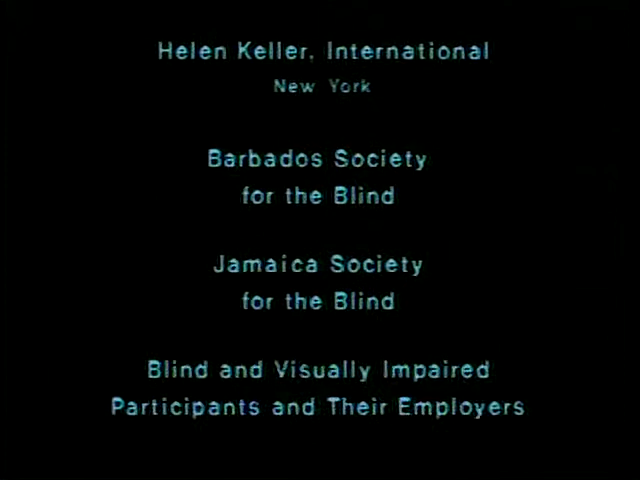 Helen Keller, International
New York
Barbados Society
for the Blind
Jamaica Society
for the Blind
Blind and Visually Impaired
Participants and Their Employers